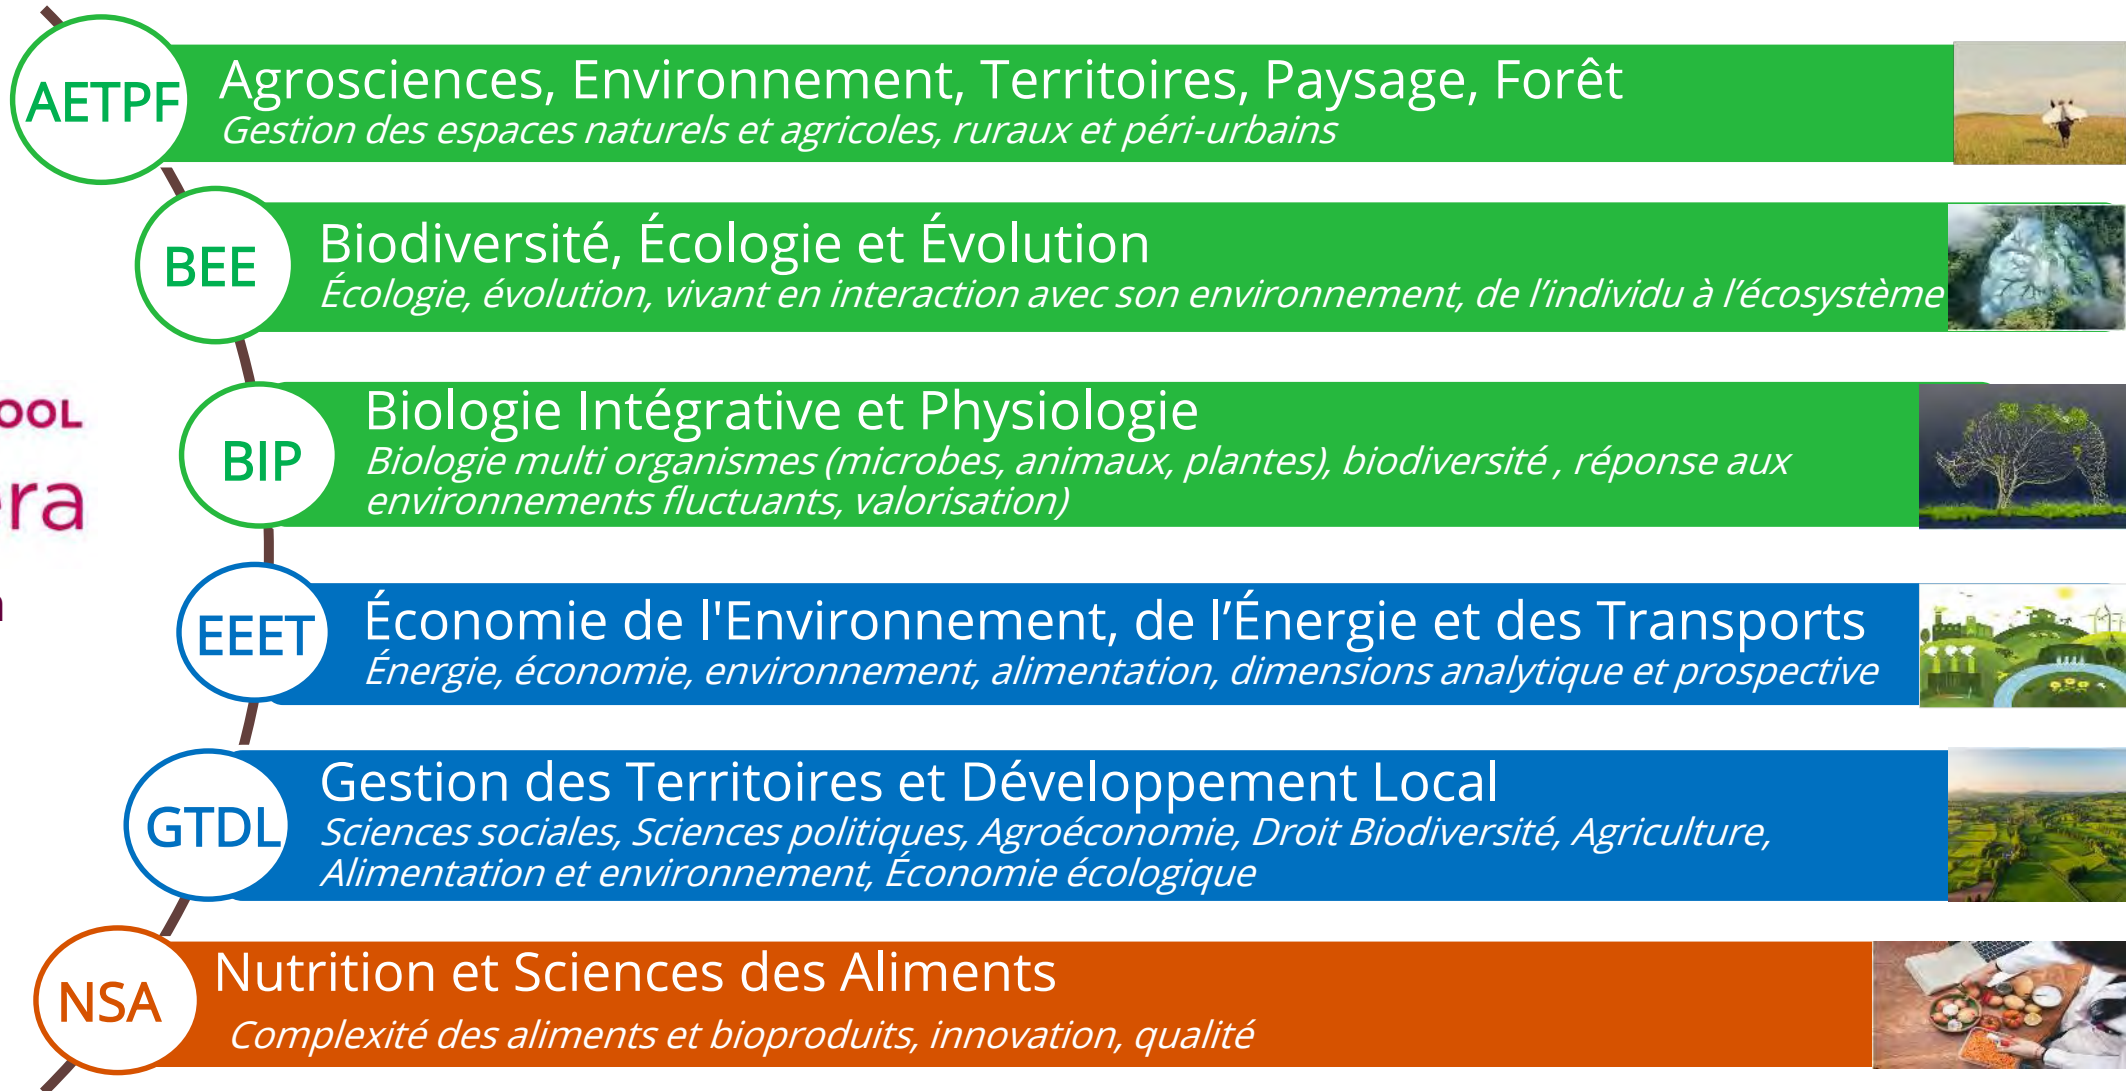 AETPF
Agrosciences, Environnement, Territoires, Paysage, Forêt
Gestion des espaces naturels et agricoles, ruraux et péri-urbains
BEE
Biodiversité, Écologie et Évolution
Écologie, évolution, vivant en interaction avec son environnement, de l’individu à l’écosystème
BIP
Biologie Intégrative et Physiologie
Biologie multi organismes (microbes, animaux, plantes), biodiversité , réponse aux
environnements fluctuants, valorisation)
EEET
Économie de l'Environnement, de l’Énergie et des Transports
Énergie, économie, environnement, alimentation, dimensions analytique et prospective
GTDL
Gestion des Territoires et Développement Local
Sciences sociales, Sciences politiques, Agroéconomie, Droit Biodiversité, Agriculture,
Alimentation et environnement, Économie écologique
NSA
Nutrition et Sciences des Aliments
Complexité des aliments et bioproduits, innovation, qualité